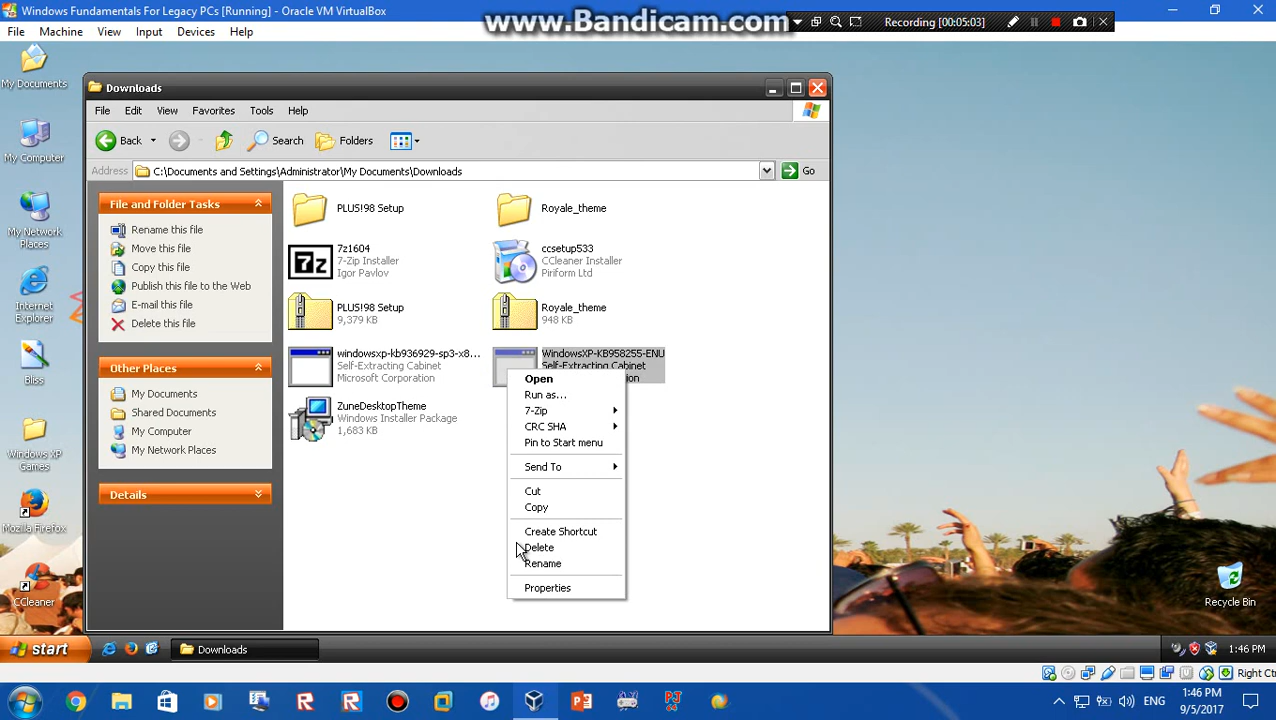 Windows Fundamentals For Legacy PCs [Running] - Oracle VM VirtualBox
www.Bandicam.com
Recording [00:05:03]
File Machine View Input Devices Help
My Documents
My Computer
My Network
Places
Internet
Explorer
Bliss
Windows XP
Games
Mozilla Firefox
CCleaner
Recycle Bin
Downloads
File Edit View Favorites Tools Help
Back Search Folders
Address C:\Documents and Settings\Administrator\My Documents\Downloads Go
File and Folder Tasks
Rename this file
Move this file
Copy this file
Publish this file to the Web
E-mail this file
Delete this file
Other Places
My Documents
Shared Documents
My Computer
My Network Places
Details
PLUS!98 Setup
Royale_theme
7z
7z1604
7-Zip Installer
Igor Pavlov
ccsetup533
CCleaner Installer
Piriform Ltd
PLUS!98 Setup
9,379 KB
Royale_theme
948 KB
windowsxp-kb936929-sp3-x8...
Self-Extracting Cabinet
Microsoft Corporation
WindowsXP-KB958255-ENU
Self-Extracting Cabinet
ZuneDesktopTheme
Windows Installer Package
1,683 KB
Open
Run as...
7-Zip
CRC SHA
Pin to Start menu
Send To
Cut
Copy
Create Shortcut
Delete
Rename
Properties
start Downloads 1:46 PM
Right Ctrl
ENG 1:46 PM
9/5/2017